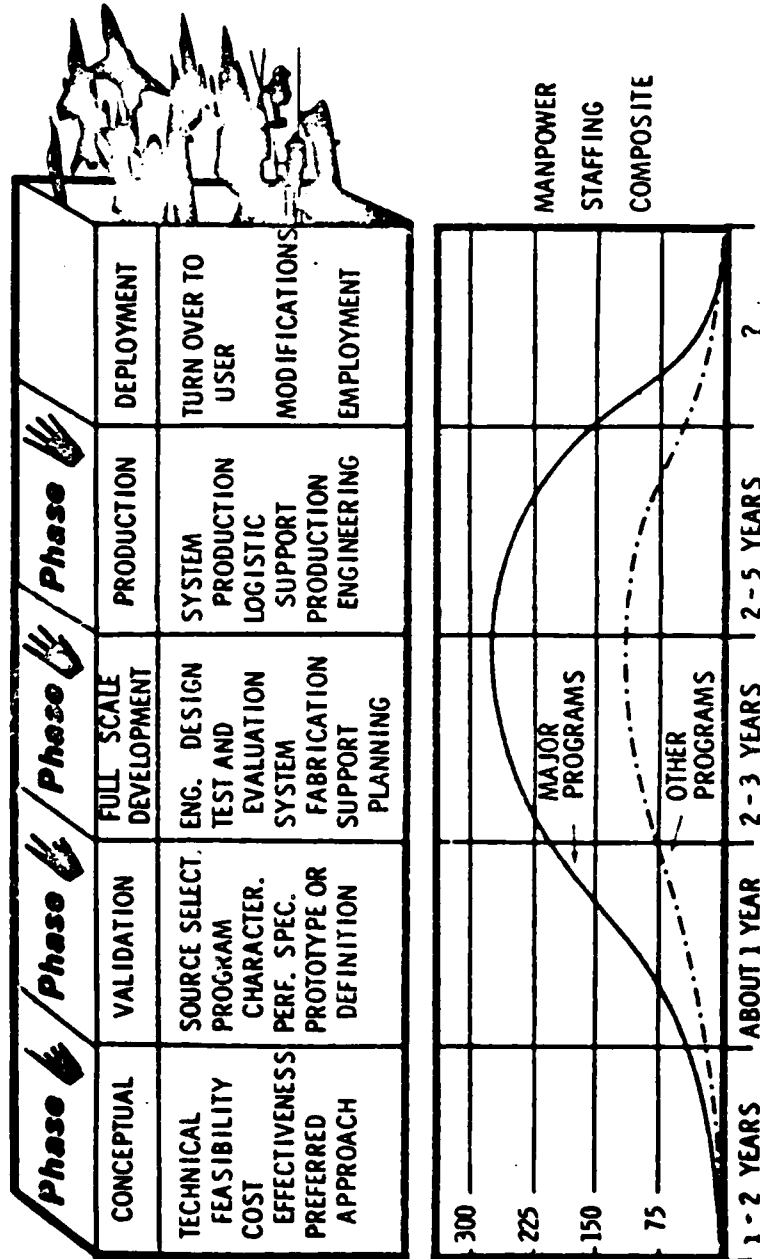 Phase
Phase
Phase
Phase
CONCEPTUAL
VALIDATION
FULL SCALE
DEVELOPMENT
PRODUCTION
DEPLOYMENT
TECHNICAL
FEASIBILITY
COST
EFFECTIVENESS
PREFERRED
APPROACH
SOURCE SELECT.
PROGRAM
CHARACTER.
PERF. SPEC.
PROTOTYPE OR
DEFINITION
ENG. DESIGN
TEST AND
EVALUATION
SYSTEM
FABRICATION
SUPPORT
PLANNING
SYSTEM
PRODUCTION
LOGISTIC
SUPPORT
PRODUCTION
ENGINEERING
TURN OVER TO
USER
MODIFICATIONS
EMPLOYMENT
300
225
150
75
MAJOR
PROGRAMS
OTHER
PROGRAMS
MANPOWER
STAFFING
COMPOSITE
1 - 2 YEARS
ABOUT 1 YEAR
2 - 3 YEARS
2 - 5 YEARS
?